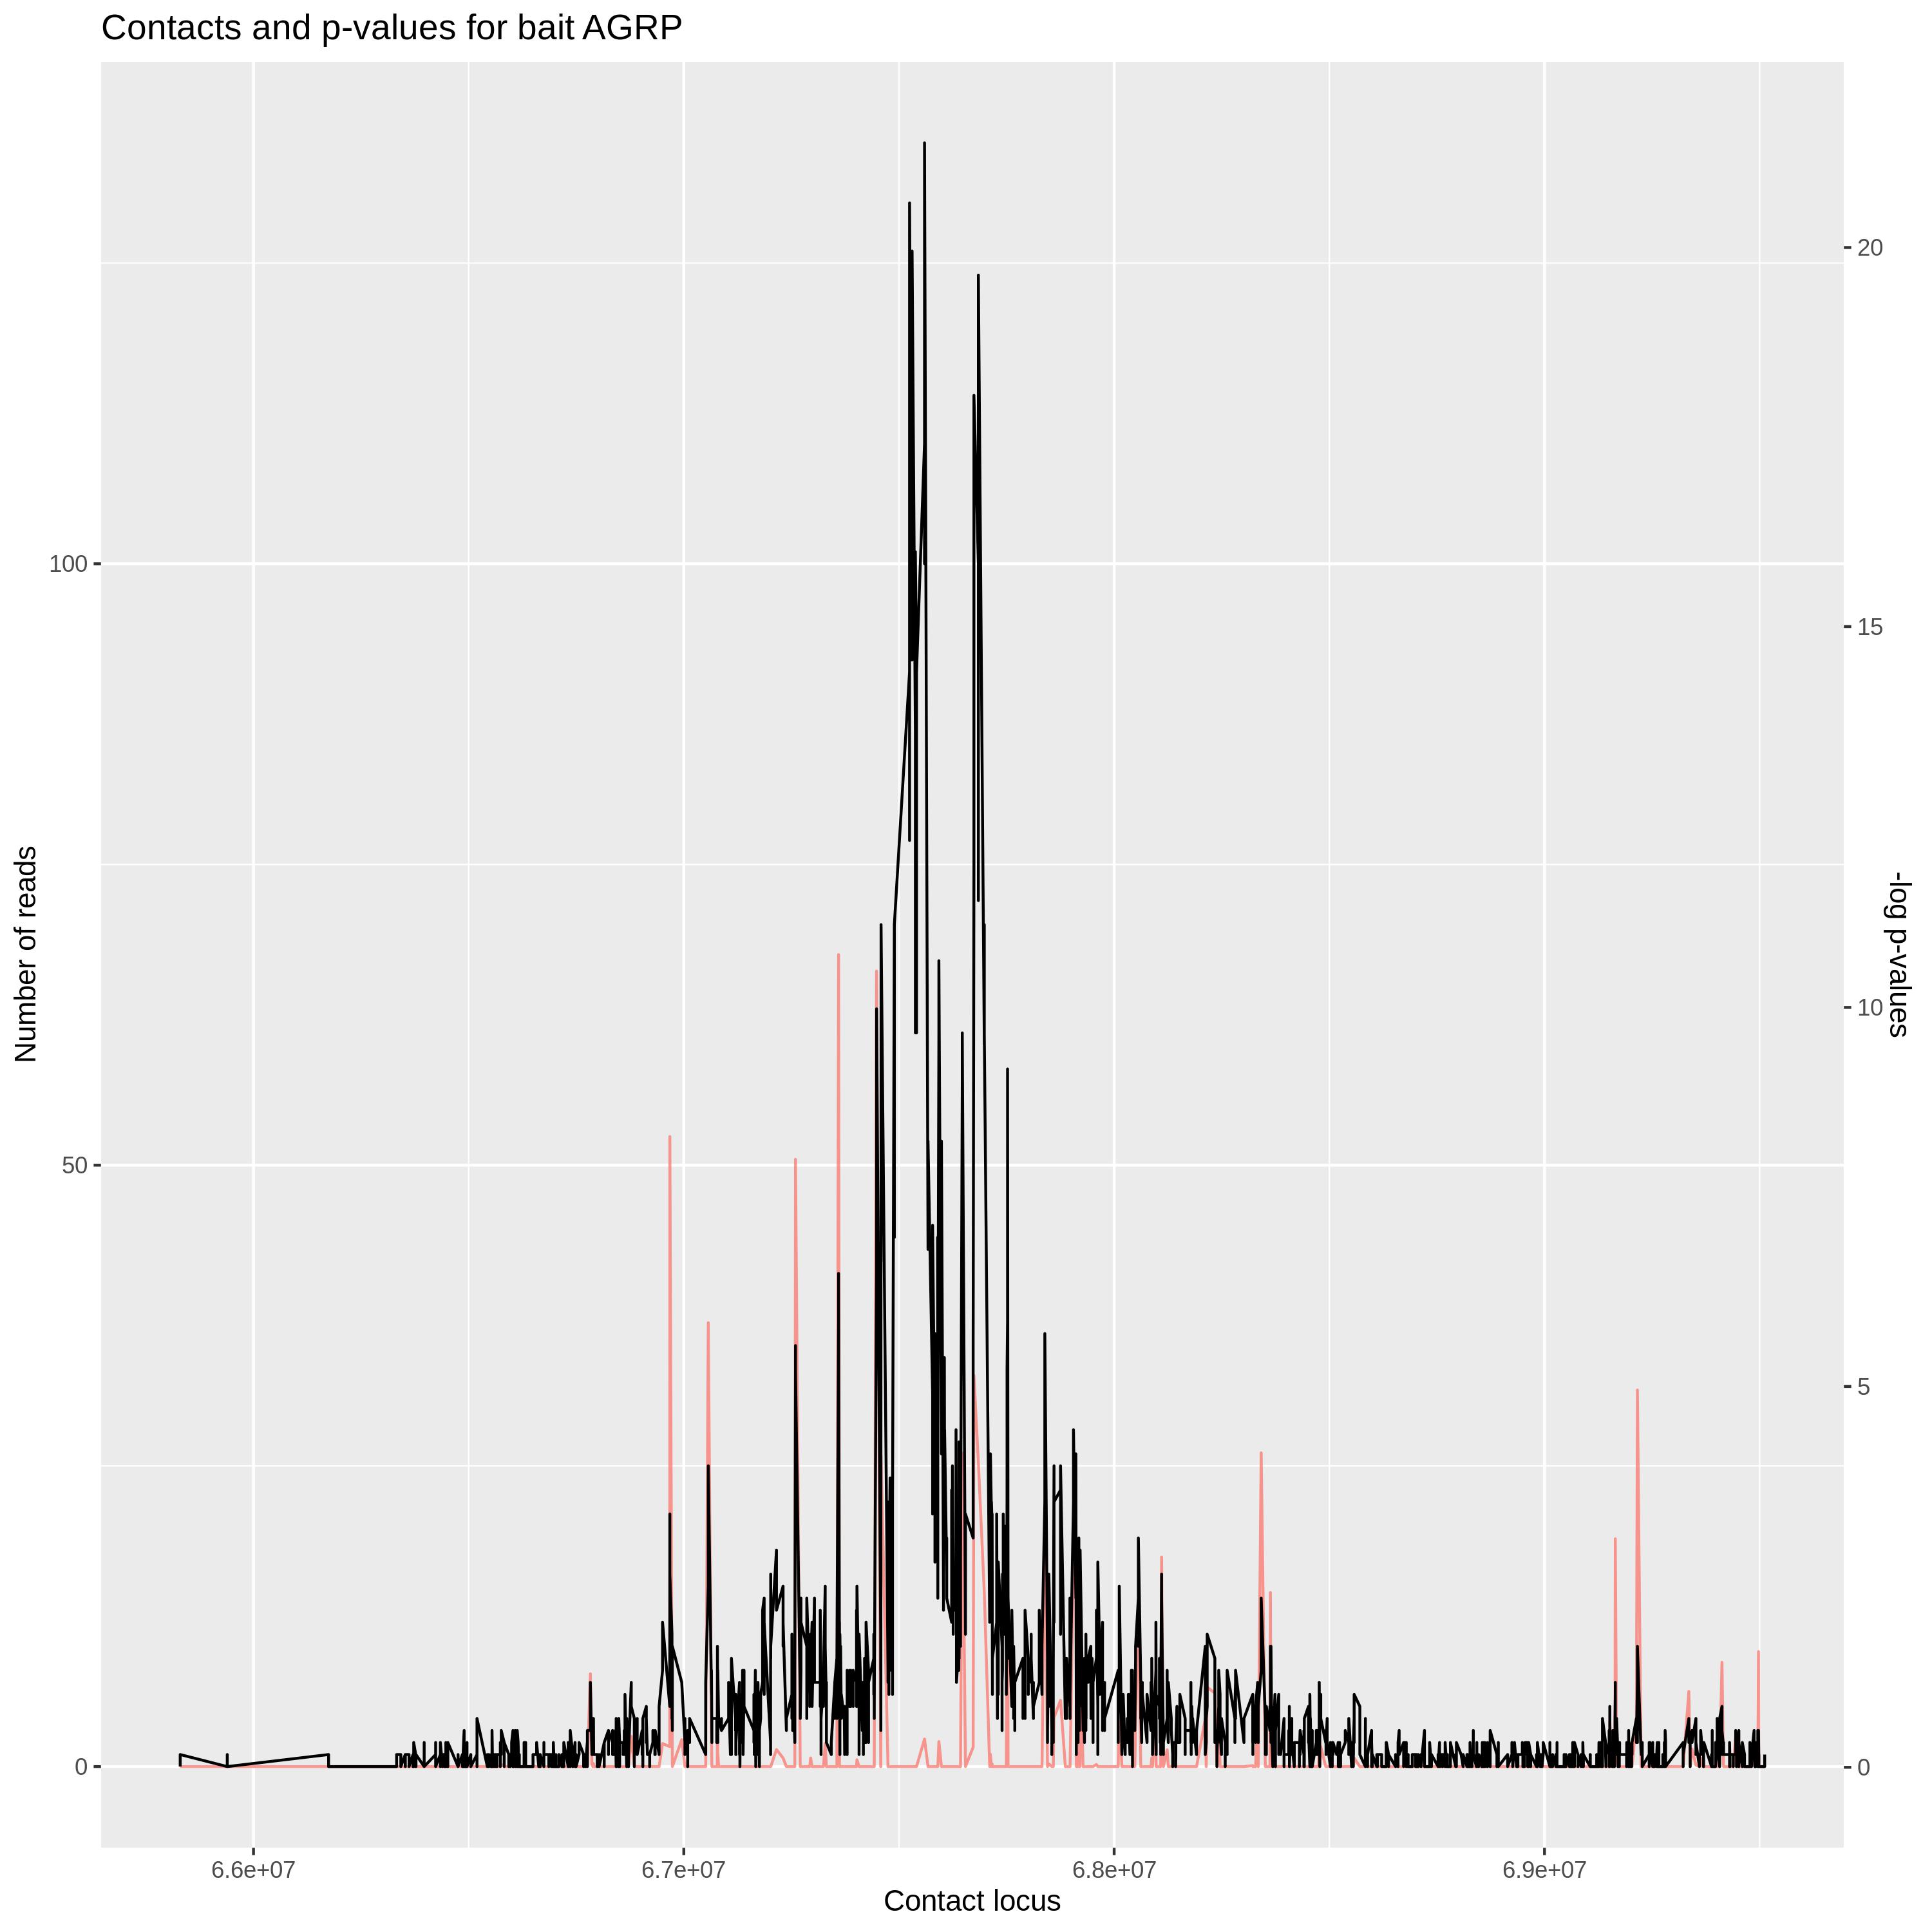 Contacts and p-values for bait AGRP
Number of reads
100
50
0
20
15
10
5
0
-log p-values
6.6e+07
6.7e+07
6.8e+07
6.9e+07
Contact locus